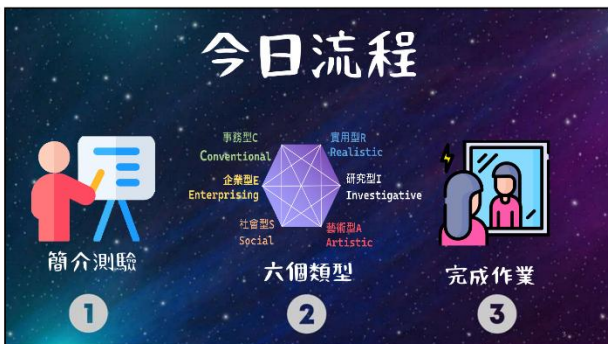 今日流程
事務型C
Conventional
實用型R
Realistic
企業型E
Enterprising
研究型I
Investigative
社會型S
Social
藝術型A
Artistic
簡介測驗
六個類型
完成作業
1
2
3